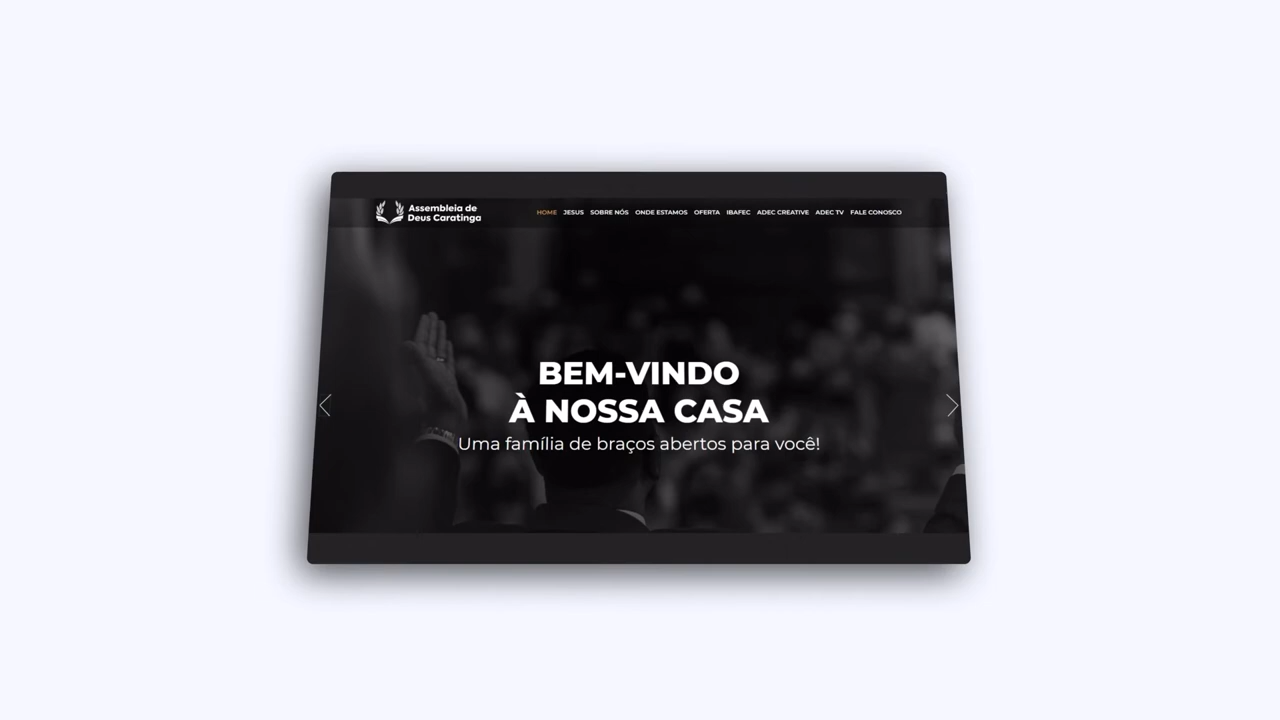 Assembleia de
Deus Caratinga
HOME JESUS SOBRE NÓS ONDE ESTAMOS OFERTA IBAFEC ADEC CREATIVE ADEC TV FALE CONOSCO
BEM-VINDO
À NOSSA CASA
Uma família de braços abertos para você!